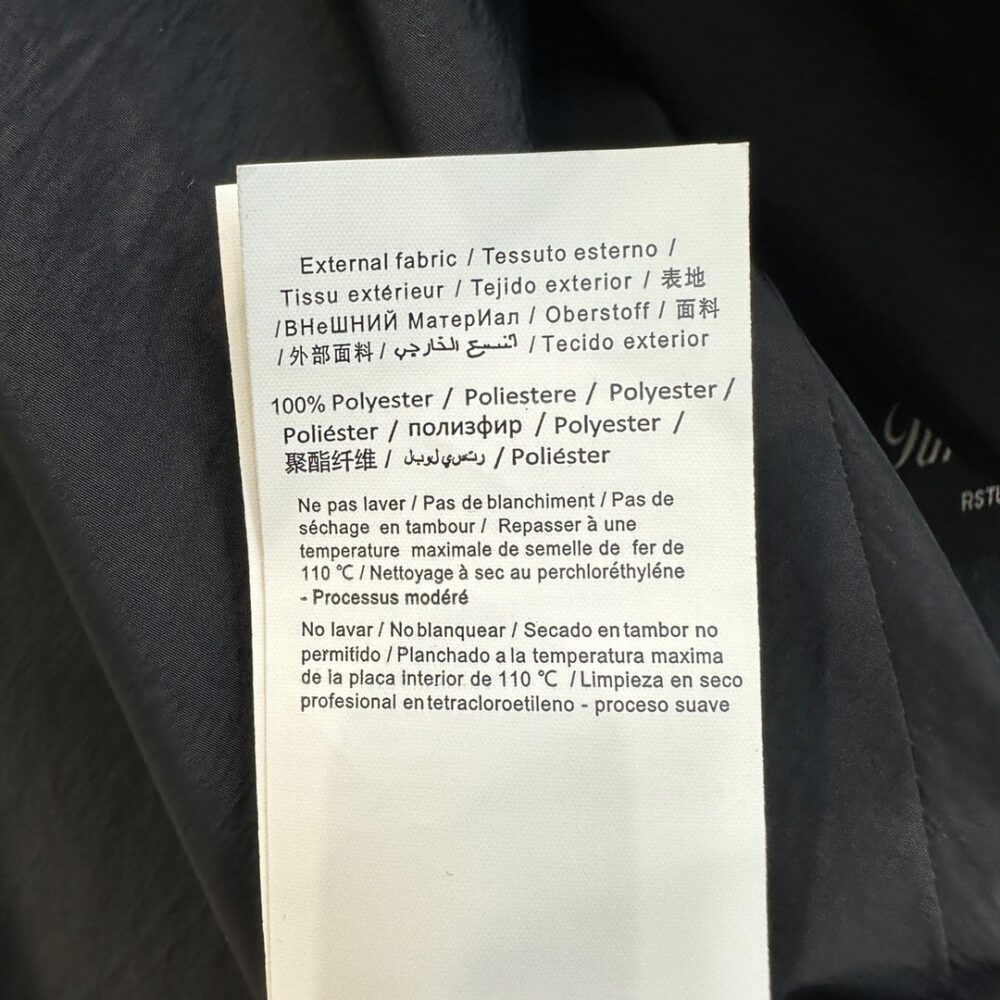 External fabric / Tessuto esterno /
Tissu extérieur / Tejido exterior / 表地
/ВНеШНИЙ МатерИал / Oberstoff / 面料
/外部面料/ النسيج الخارجي /Tecido exterior
100% Polyester / Poliestere / Polyester /
Poliéster / полизфир / Polyester /
聚酯纤维 / / Poliéster
Ne pas laver / Pas de blanchiment / Pas de
séchage en tambour / Repasser à une
temperature maximale de semelle de fer de
110 ℃ / Nettoyage à sec au perchloréthyléne
- Processus modéré
No lavar / No blanquear / Secado en tambor no
permitido / Planchado a la temperatura maxima
de la placa interior de 110 ℃ / Limpieza en seco
profesional en tetracloroetileno - proceso suave